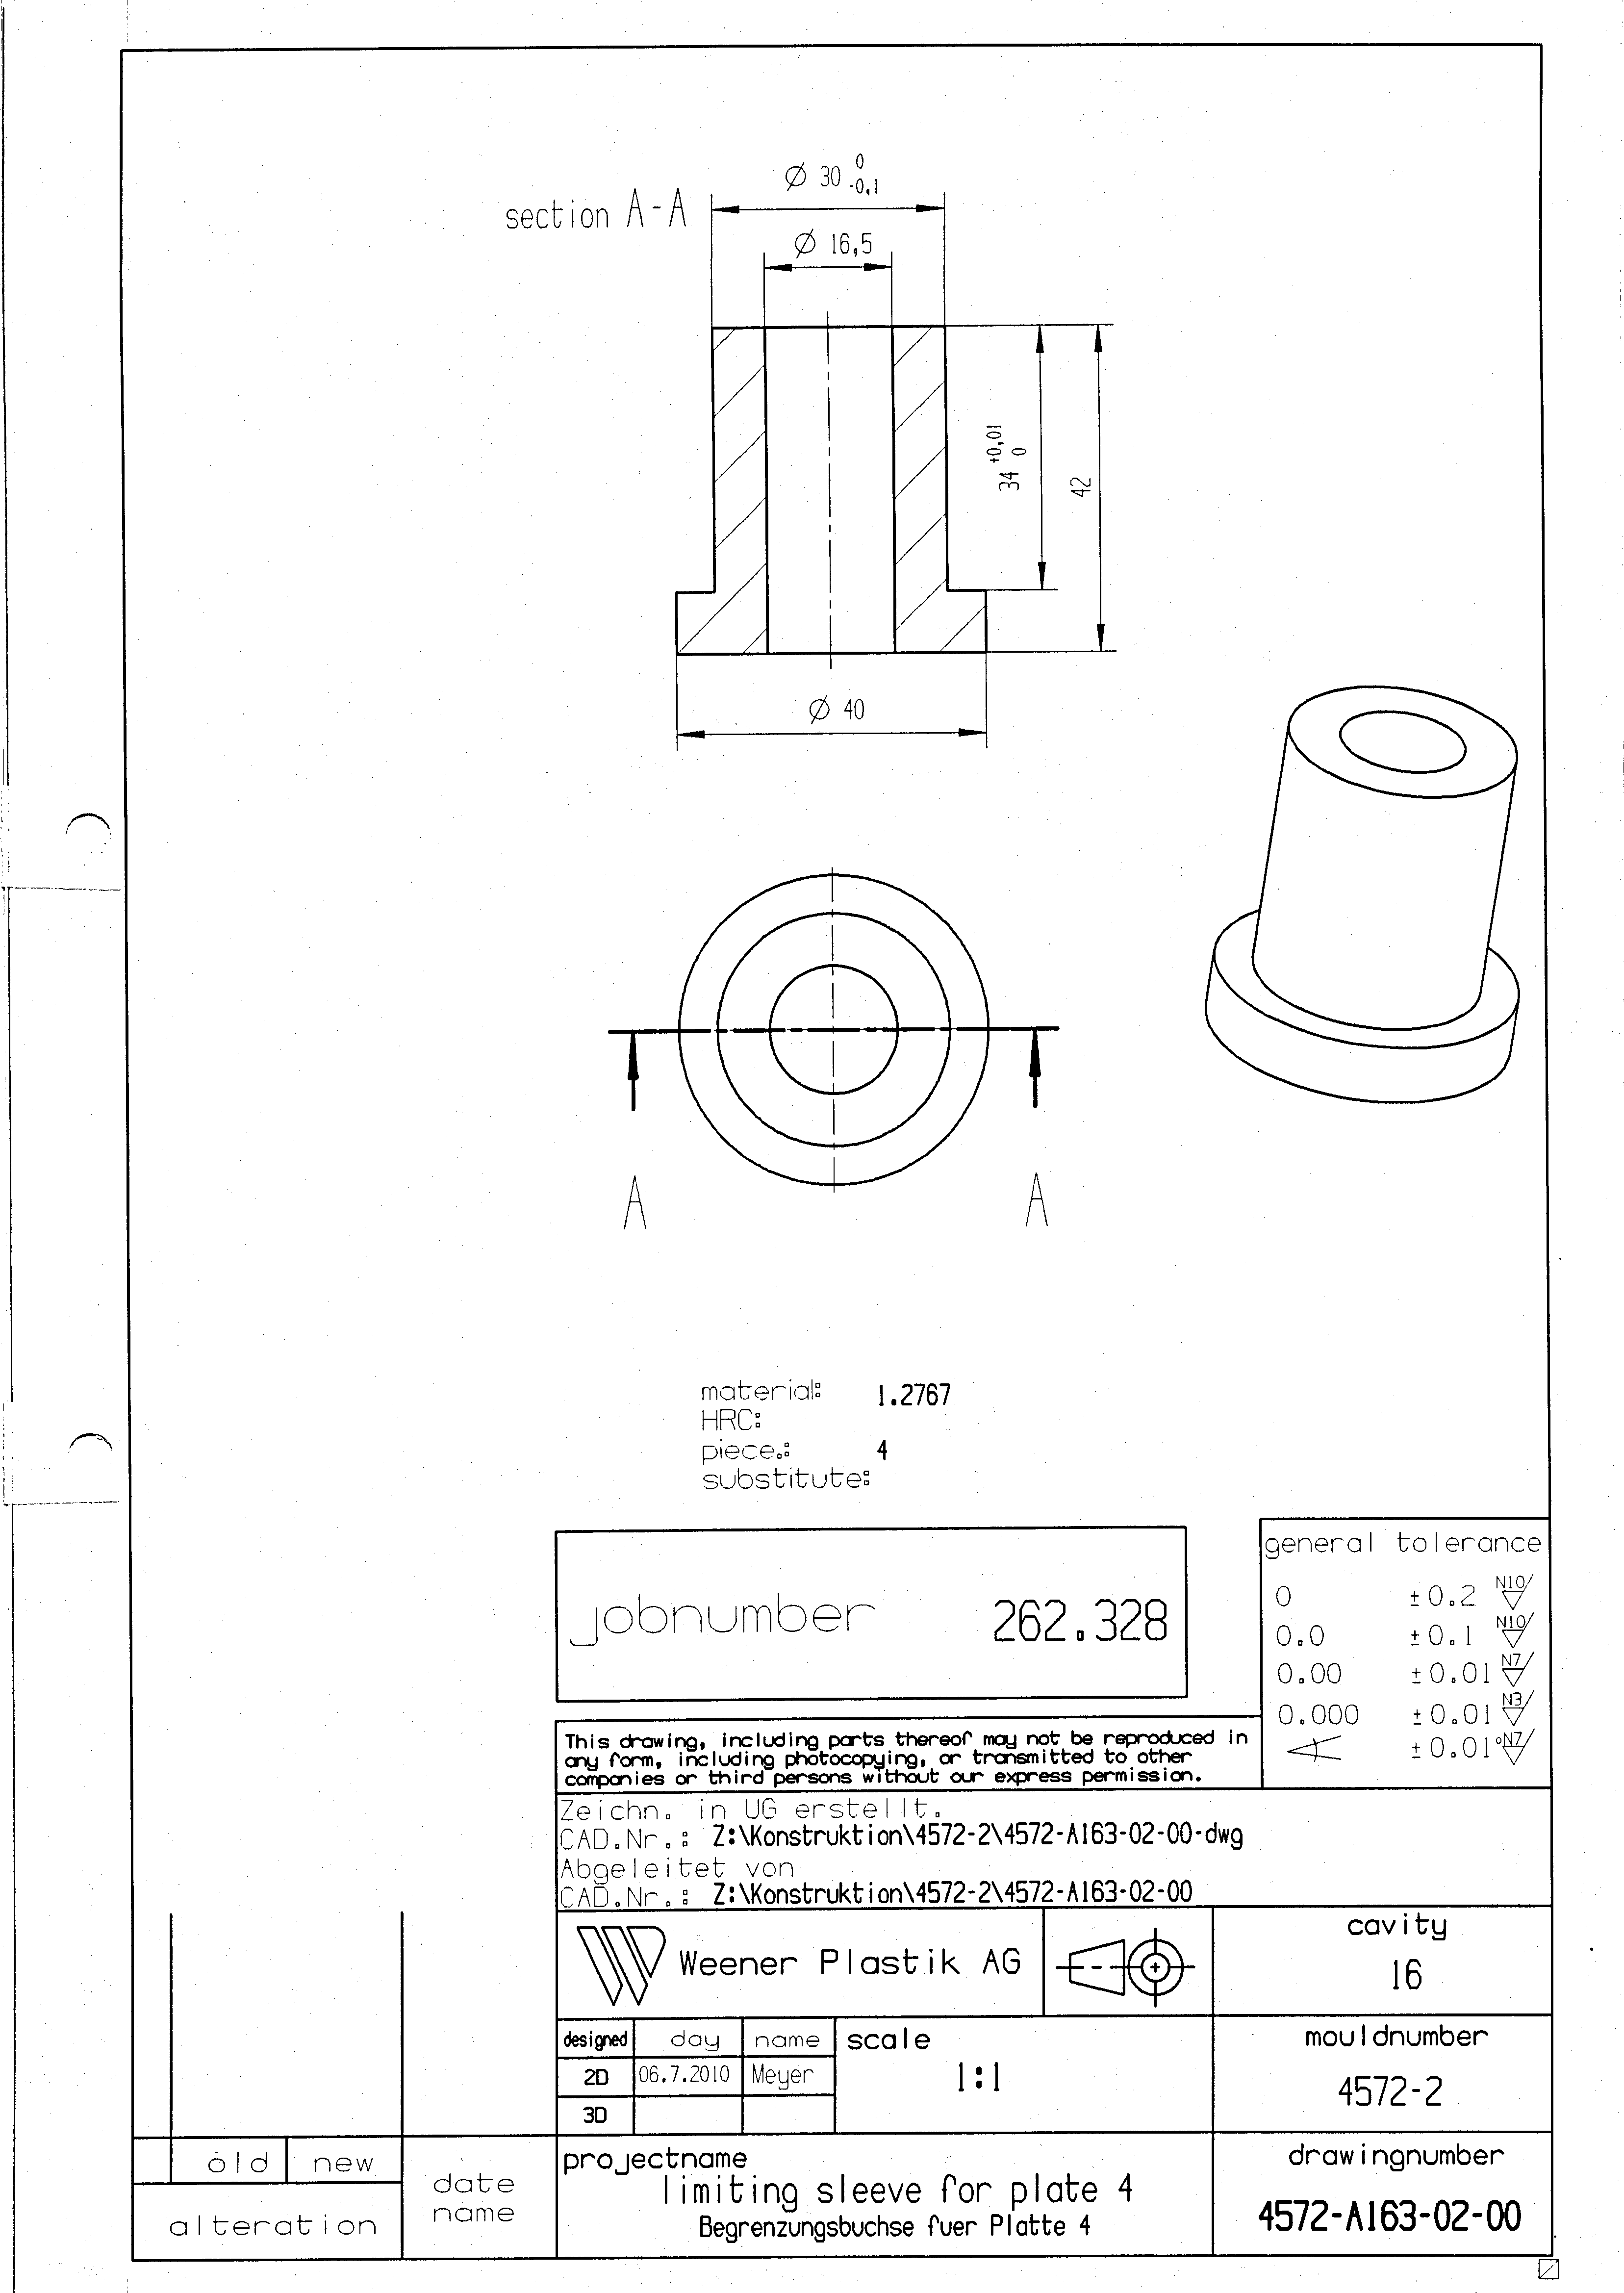 section A-A
Ø 30 0 -0,1
Ø 16,5
34 +0,01 0
42
Ø 40
A A
material: 1.2767
HRC:
piece.: 4
substitute:
jobnumber 262.328
general tolerance
0 ±0.2 N10/
0.0 ±0.1 N10/
0.00 ±0.01 N7/
0.000 ±0.01 N3/
±0.01° N7/
This drawing, including parts thereof may not be reproduced in
any form, including photocopying, or transmitted to other
companies or third persons without our express permission.
Zeichn. in UG erstellt.
CAD.Nr.: Z:\Konstruktion\4572-2\4572-A163-02-00-dwg
Abgeleitet von
CAD.Nr.: Z:\Konstruktion\4572-2\4572-A163-02-00
Weener Plastik AG
cavity
16
designed day name scale
2D 06.7.2010 Meyer 1:1
3D
mouldnumber
4572-2
old new
alteration
date
name
projectname
limiting sleeve for plate 4
Begrenzungsbuchse fuer Platte 4
drawingnumber
4572-A163-02-00